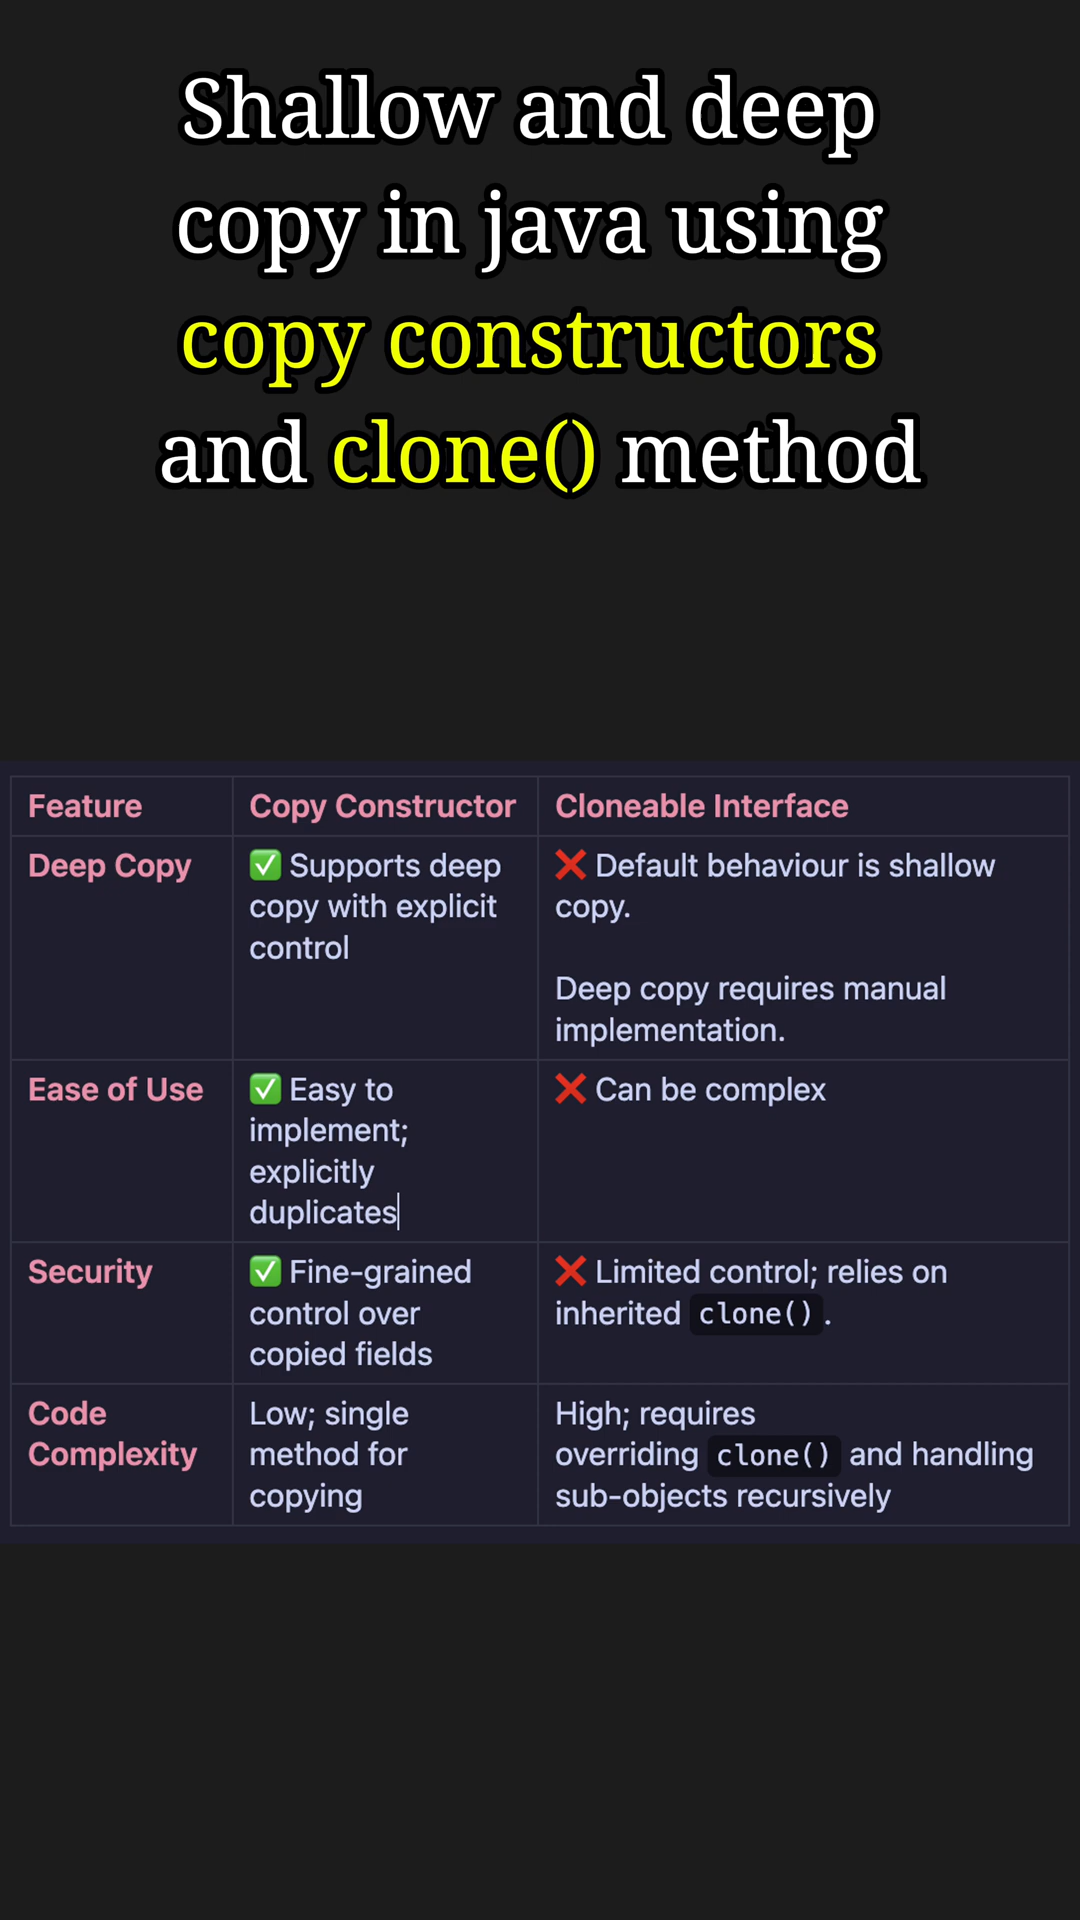 Shallow and deep
copy in java using
copy constructors
and clone() method
Feature
Copy Constructor
Cloneable Interface
Deep Copy
✅ Supports deep
copy with explicit
control
❌ Default behaviour is shallow
copy.
Deep copy requires manual
implementation.
Ease of Use
✅ Easy to
implement;
explicitly
duplicates
❌ Can be complex
Security
✅ Fine-grained
control over
copied fields
❌ Limited control; relies on
inherited clone().
Code
Complexity
Low; single
method for
copying
High; requires
overriding clone() and handling
sub-objects recursively